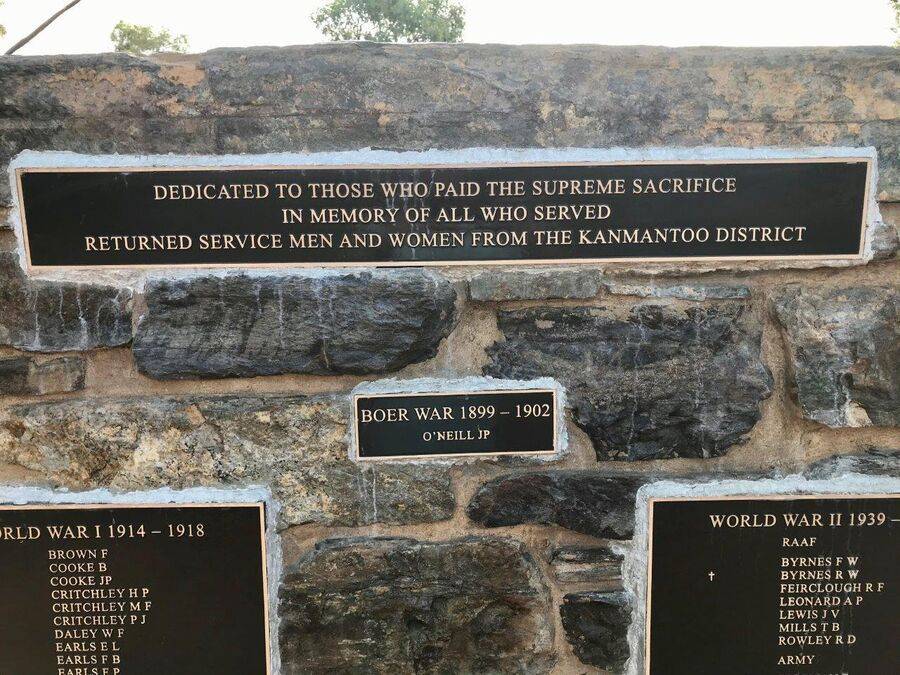 DEDICATED TO THOSE WHO PAID THE SUPREME SACRIFICE
IN MEMORY OF ALL WHO SERVED
RETURNED SERVICE MEN AND WOMEN FROM THE KANMANTOO DISTRICT
BOER WAR 1899 – 1902
O'NEILL JP
ORLD WAR I 1914 – 1918
BROWN F
COOKE B
COOKE JP
CRITCHLEY H P
CRITCHLEY M F
CRITCHLEY P J
DALEY W F
EARLS E L
EARLS F B
EARLS F P
WORLD WAR II 1939 –
RAAF
BYRNES F W
† BYRNES R W
FEIRCLOUGH R F
LEONARD A P
LEWIS J V
MILLS T B
ROWLEY R D
ARMY